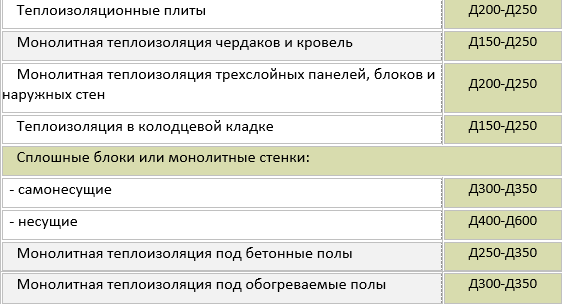 Теплоизоляционные плиты Д200-Д250
Монолитная теплоизоляция чердаков и кровель Д150-Д250
Монолитная теплоизоляция трехслойных панелей, блоков и
наружных стен Д200-Д250
Теплоизоляция в колодцевой кладке Д150-Д250
Сплошные блоки или монолитные стенки:
- самонесущие Д300-Д350
- несущие Д400-Д600
Монолитная теплоизоляция под бетонные полы Д250-Д350
Монолитная теплоизоляция под обогреваемые полы Д300-Д350